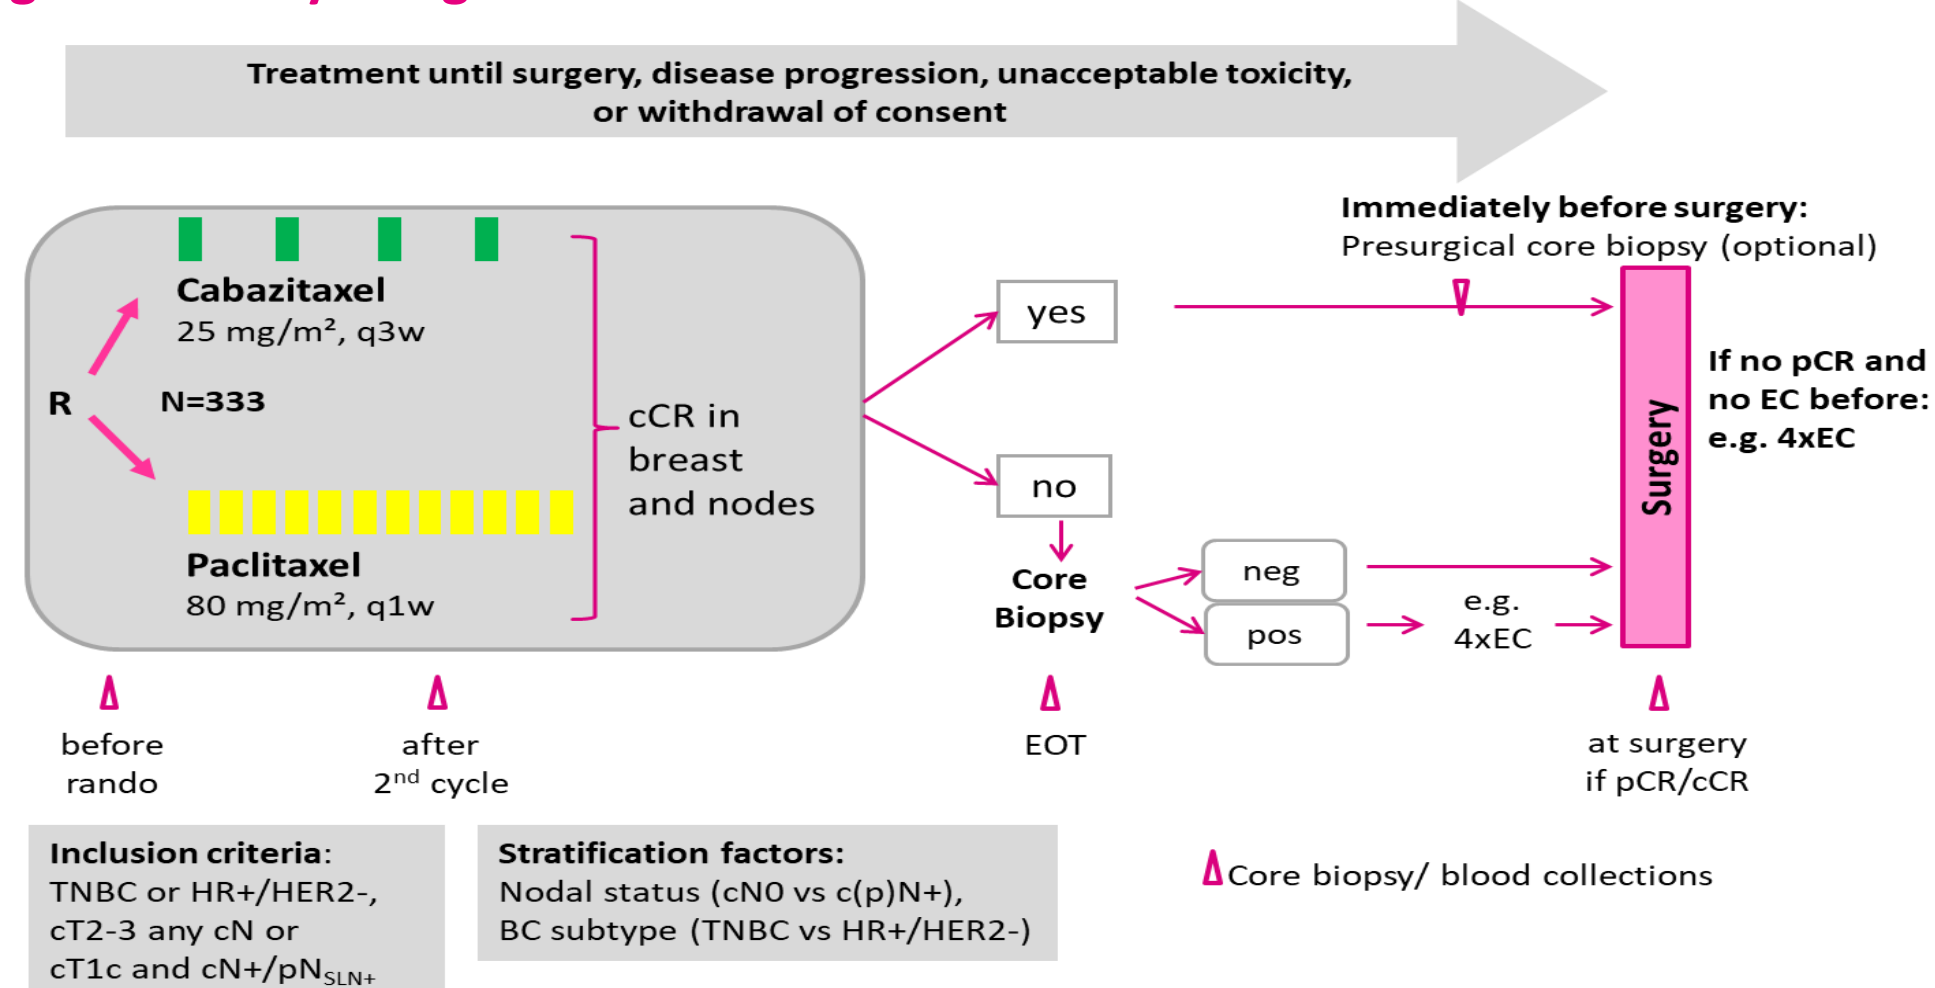 Treatment until surgery, disease progression, unacceptable toxicity,
or withdrawal of consent
Immediately before surgery:
Presurgical core biopsy (optional)
Cabazitaxel
25 mg/m², q3w
R
N=333
cCR in
breast
and nodes
Paclitaxel
80 mg/m², q1w
yes
no
Core
Biopsy
neg
pos
e.g.
4xEC
Surgery
If no pCR and
no EC before:
e.g. 4xEC
before
rando
after
2nd cycle
EOT
at surgery
if pCR/cCR
Inclusion criteria:
TNBC or HR+/HER2-,
cT2-3 any cN or
cT1c and cN+/pNSLN+
Stratification factors:
Nodal status (cN0 vs c(p)N+),
BC subtype (TNBC vs HR+/HER2-)
Core biopsy/ blood collections